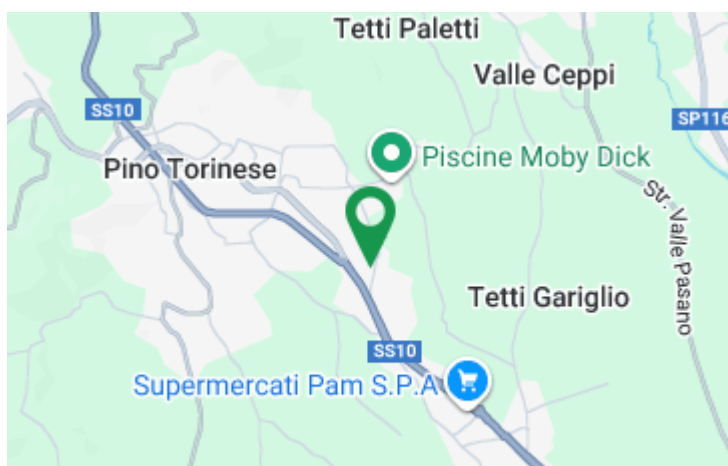 Tetti Paletti
Valle Ceppi
SS10
SP116
Piscine Moby Dick
Pino Torinese
Str. Valle Pasano
Tetti Gariglio
SS10
Supermercati Pam S.P.A